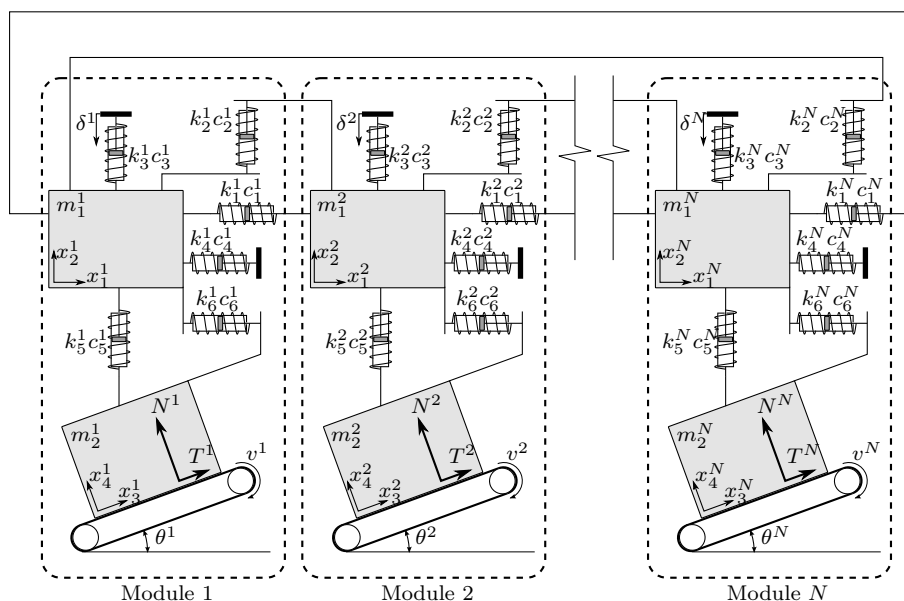 δ¹ k₃¹c₃¹ k₂¹c₂¹ δ² k₃²c₃² k₂²c₂² δᴺ k₃ᴺc₃ᴺ k₂ᴺc₂ᴺ
m₁¹ k₁¹c₁¹ m₁² k₁²c₁² m₁ᴺ k₁ᴺc₁ᴺ
x₂¹ x₁¹ k₄¹c₄¹ x₂² x₁² k₄²c₄² x₂ᴺ x₁ᴺ k₄ᴺc₄ᴺ
k₅¹c₅¹ k₆¹c₆¹ k₅²c₅² k₆²c₆² k₅ᴺc₅ᴺ k₆ᴺc₆ᴺ
m₂¹ N¹ T¹ v¹ m₂² N² T² v² m₂ᴺ Nᴺ Tᴺ vᴺ
x₄¹ x₃¹ x₄² x₃² x₄ᴺ x₃ᴺ
θ¹ θ² θᴺ
Module 1 Module 2 Module N